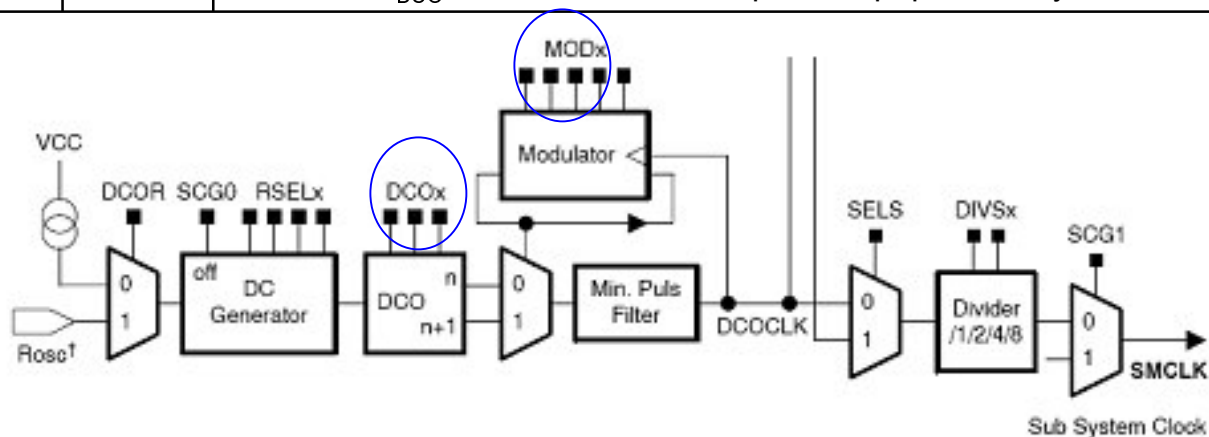 DCO
MODx
VCC
Modulator
DCOR SCG0 RSELx DCOx
SELS DIVSx
SCG1
off
DC
Generator
0
1
DCO
n
n+1
0
1
Min. Puls
Filter
DCOCLK
0
1
Divider
/1/2/4/8
0
1
Rosc†
SMCLK
Sub System Clock